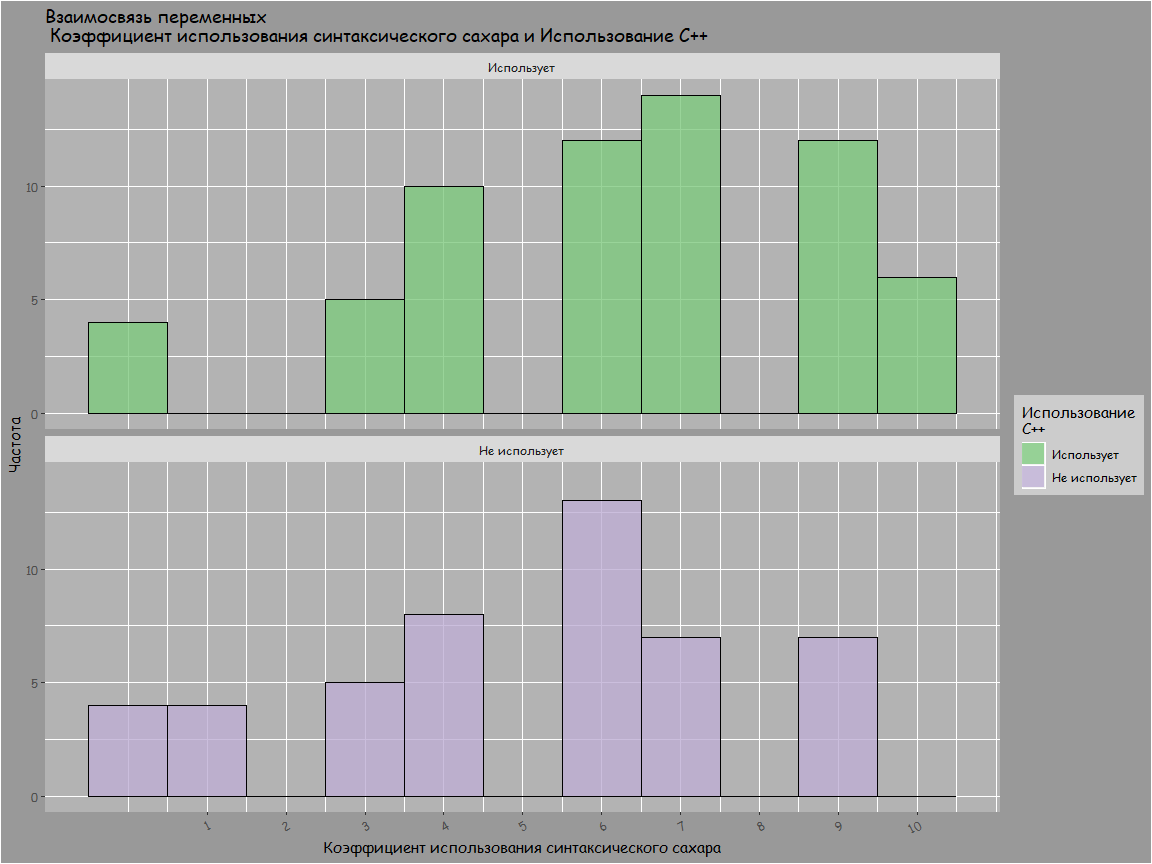 Взаимосвязь переменных
Коэффициент использования синтаксического сахара и Использование C++
Использует
10
5
0
Частота
Не использует
10
5
0
1 2 3 4 5 6 7 8 9 10
Коэффициент использования синтаксического сахара
Использование
C++
Использует
Не использует